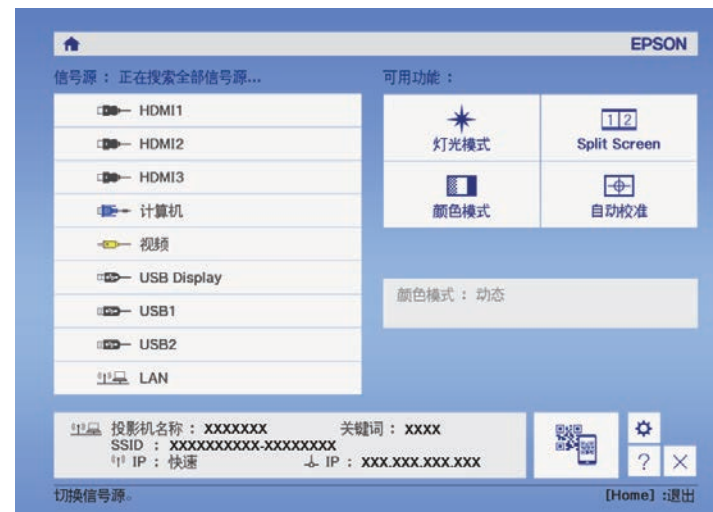 EPSON
信号源 : 正在搜索全部信号源...
HDMI1
HDMI2
HDMI3
计算机
视频
USB Display
USB1
USB2
LAN
可用功能 :
灯光模式
1 2
Split Screen
颜色模式
自动校准
颜色模式 : 动态
投影机名称 : XXXXXXX 关键词 : XXXX
SSID : XXXXXXXXXX-XXXXXXXX
IP : 快速 IP : XXX.XXX.XXX.XXX
?
切换信号源。 [Home] :退出